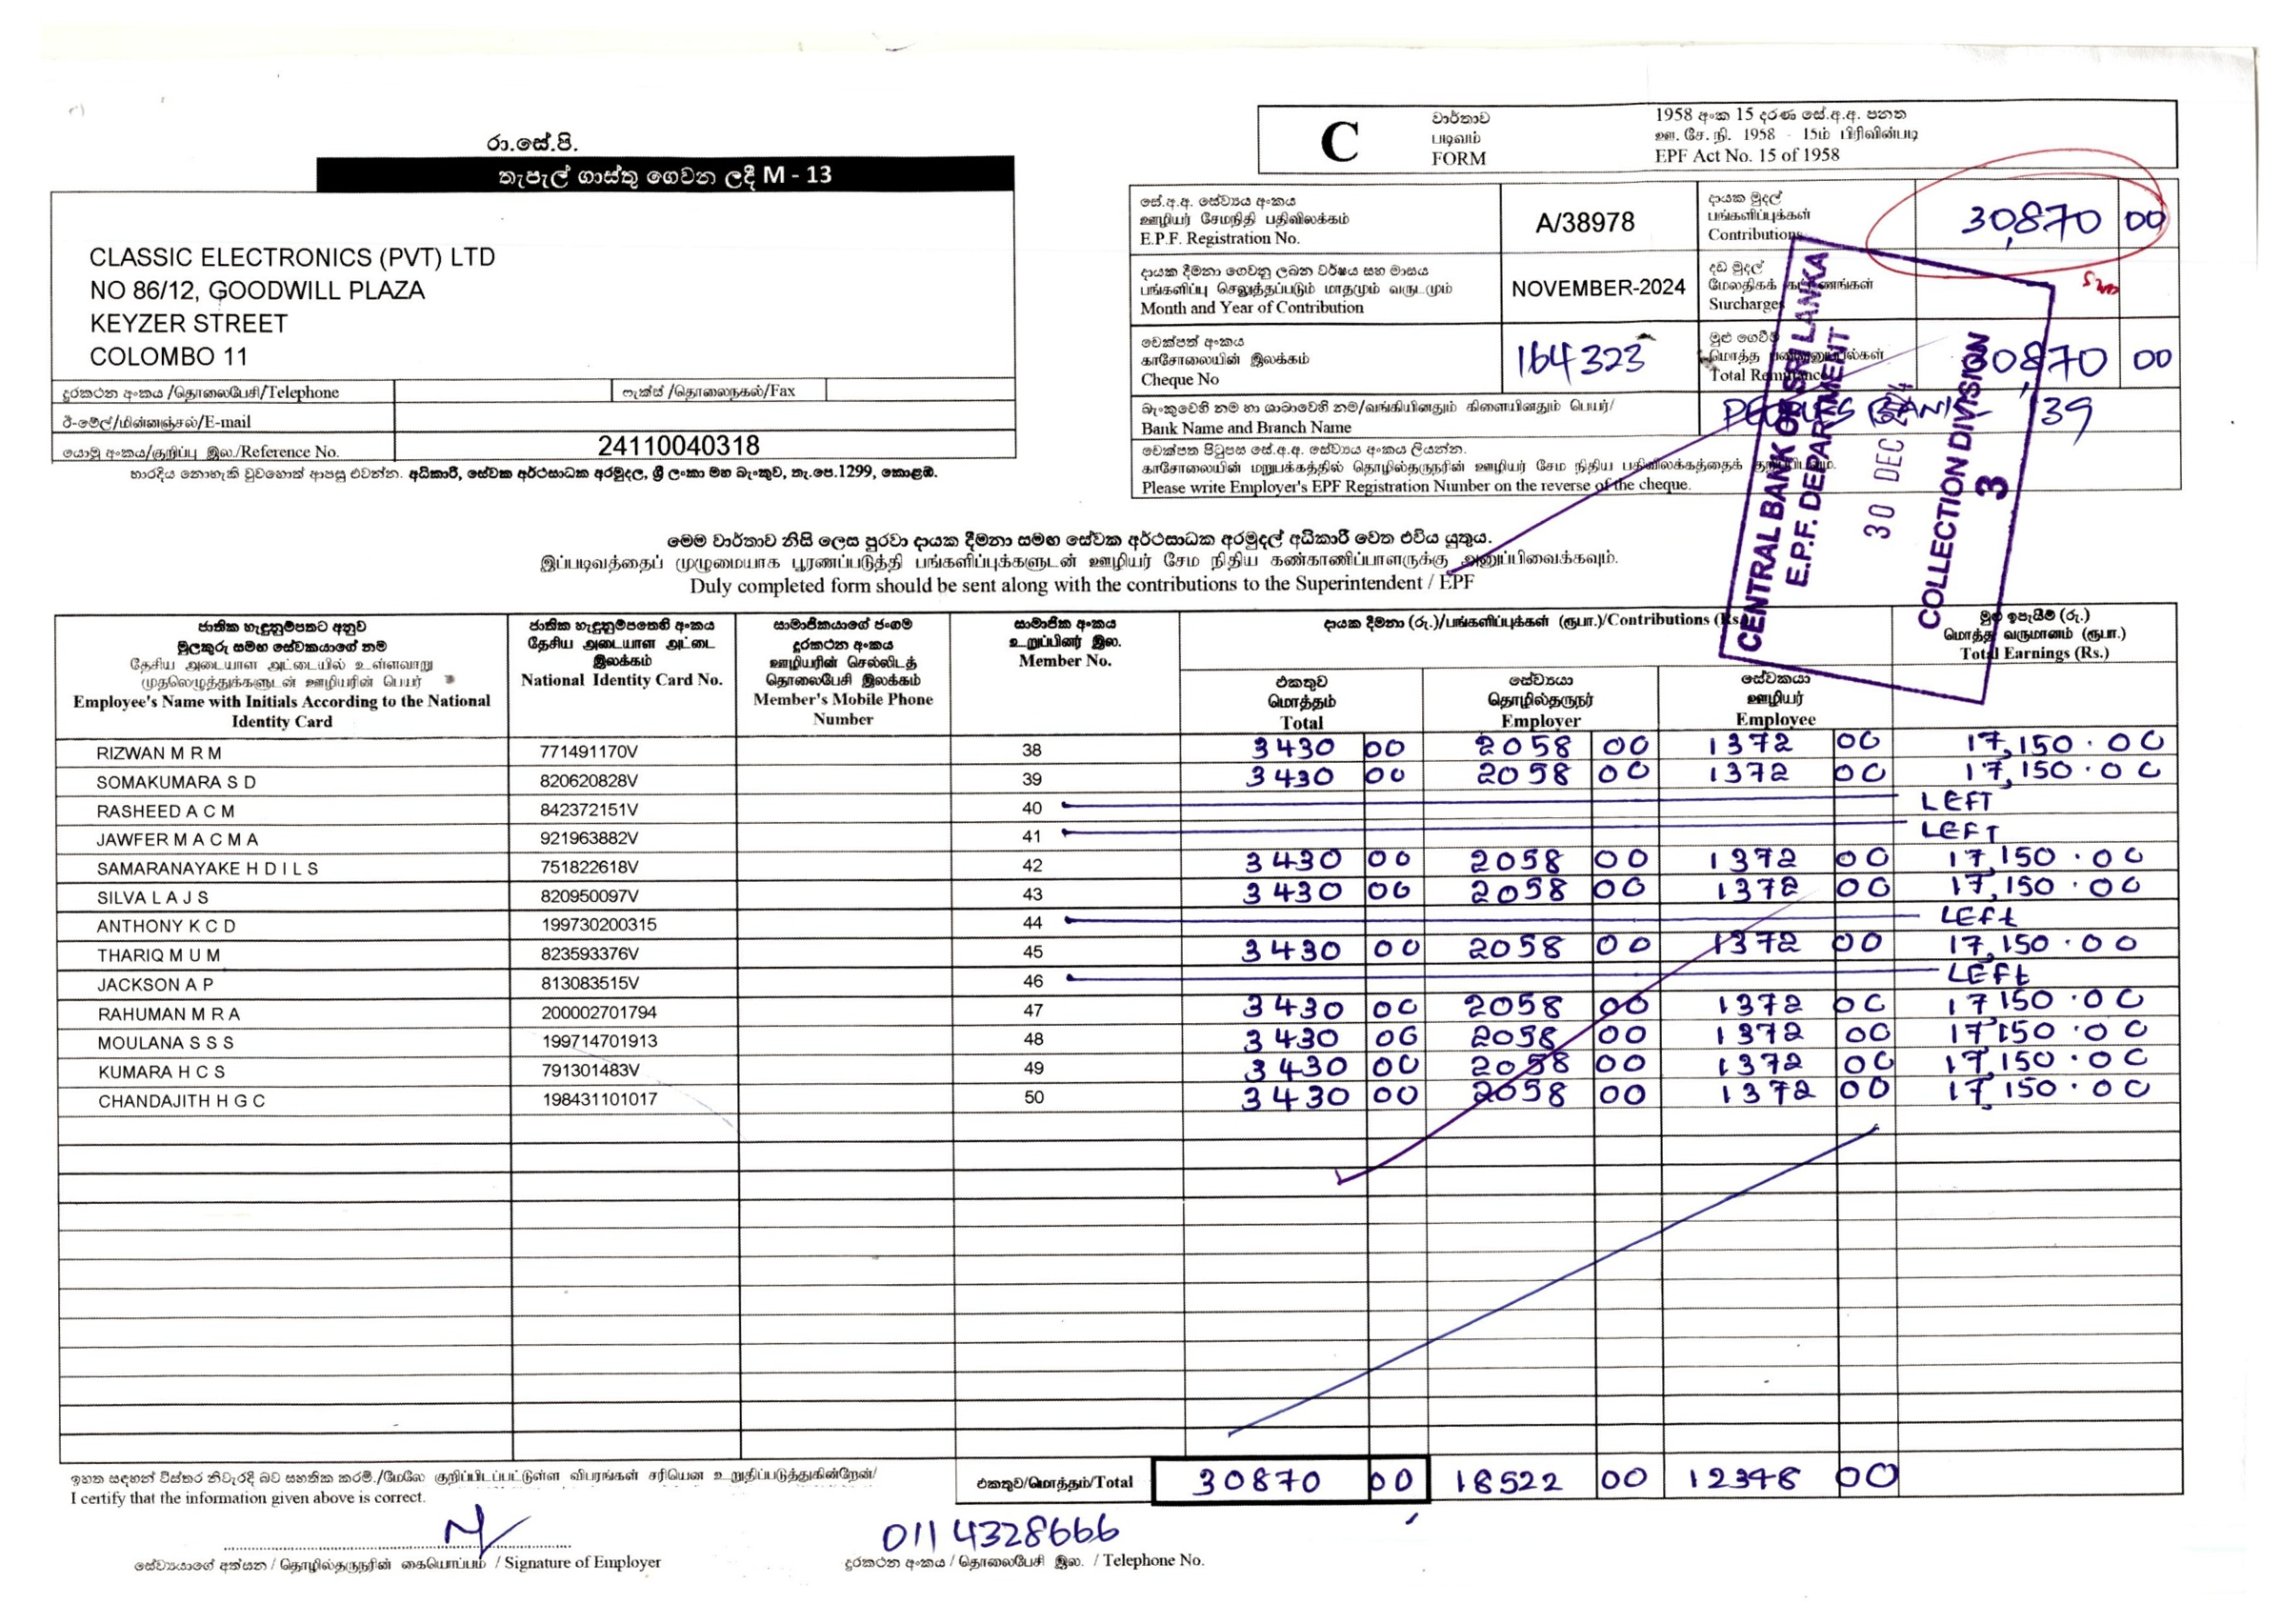 රා.සේ.පි.
තැපැල් ගාස්තු ගෙවන ලදී M - 13
CLASSIC ELECTRONICS (PVT) LTD
NO 86/12, GOODWILL PLAZA
KEYZER STREET
COLOMBO 11
දුරකථන අංකය /தொலைபேசி/Telephone ෆැක්ස් /தொலைநகல்/Fax
ඊ-මේල්/மின்னஞ்சல்/E-mail
යොමු අංකය/குறிப்பு இல./Reference No. 24110040318
භාරදිය නොහැකි වුවහොත් ආපසු එවන්න. අධිකාරී, සේවක අර්ථසාධක අරමුදල, ශ්‍රී ලංකා මහ බැංකුව, තැ.පෙ.1299, කොළඹ.
C
වාර්තාව
படிவம்
FORM
1958 අංක 15 දරණ සේ.අ.අ. පනත
ஊ. சே. நி. 1958 - 15ம் பிரிவின்படி
EPF Act No. 15 of 1958
සේ.අ.අ. සේව්‍යය අංකය
ஊழியர் சேமநிதி பதிவிலக்கம்
E.P.F. Registration No.
A/38978
දායක මුදල්
பங்களிப்புக்கள்
Contributions
30,870 00
දායක දීමනා ගෙවනු ලබන වර්ෂය සහ මාසය
பங்களிப்பு செலுத்தப்படும் மாதமும் வருடமும்
Month and Year of Contribution
NOVEMBER-2024
දඩ මුදල්
மேலதிகக்
Surcharges
චෙක්පත් අංකය
காசோலையின் இலக்கம்
Cheque No
164323
මුළු ගෙවීම්
மொத்த
Total Remittance
30,870 00
බැංකුවෙහි නම හා ශාඛාවෙහි නම/வங்கியினதும் கிளையினதும் பெயர்/
Bank Name and Branch Name
PEOPLES BANK - 139
චෙක්පත පිටුපස සේ.අ.අ. සේව්‍යය අංකය ලියන්න.
காசோலையின் மறுபக்கத்தில் தொழில்தருநரின் ஊழியர் சேம நிதிய பதிவிலக்கத்தைக்
Please write Employer's EPF Registration Number on the reverse of the cheque.
CENTRAL BANK OF SRI LANKA
E.P.F. DEPARTMENT
30 DEC 2024
COLLECTION DIVISION
3
මෙම වාර්තාව නිසි ලෙස පුරවා දායක දීමනා සමඟ සේවක අර්ථසාධක අරමුදල් අධිකාරී වෙත එවිය යුතුය.
இப்படிவத்தைப் முழுமையாக பூரணப்படுத்தி பங்களிப்புக்களுடன் ஊழியர் சேம நிதிய கண்காணிப்பாளருக்கு அனுப்பிவைக்கவும்.
Duly completed form should be sent along with the contributions to the Superintendent / EPF
ජාතික හැඳුනුම්පතට අනුව
මුලකුරු සමඟ සේවකයාගේ නම
தேசிய அடையாள அட்டையில் உள்ளவாறு
முதலெழுத்துக்களுடன் ஊழியரின் பெயர்
Employee's Name with Initials According to the National
Identity Card
ජාතික හැඳුනුම්පතෙහි අංකය
தேசிய அடையாள அட்டை
இலக்கம்
National Identity Card No.
සාමාජිකයාගේ ජංගම
දුරකථන අංකය
ஊழியரின் செல்லிடத்
தொலைபேசி இலக்கம்
Member's Mobile Phone
Number
සාමාජික අංකය
உறுப்பினர் இல.
Member No.
දායක දීමනා (රු.)/பங்களிப்புக்கள் (ரூபா.)/Contributions (Rs.)
එකතුව
மொத்தம்
Total
සේව්‍යයා
தொழில்தருநர்
Employer
සේවකයා
ஊழியர்
Employee
මුළු ඉපැයීම් (රු.)
மொத்த வருமானம் (ரூபா.)
Total Earnings (Rs.)
RIZWAN M R M 771491170V 38 3430 00 2058 00 1372 00 17,150.00
SOMAKUMARA S D 820620828V 39 3430 00 2058 00 1372 00 17,150.00
RASHEED A C M 842372151V 40 LEFT
JAWFER M A C M A 921963882V 41 LEFT
SAMARANAYAKE H D I L S 751822618V 42 3430 00 2058 00 1372 00 17,150.00
SILVA L A J S 820950097V 43 3430 00 2058 00 1372 00 17,150.00
ANTHONY K C D 199730200315 44 LEFT
THARIQ M U M 823593376V 45 3430 00 2058 00 1372 00 17,150.00
JACKSON A P 813083515V 46 LEFT
RAHUMAN M R A 200002701794 47 3430 00 2058 00 1372 00 17150.00
MOULANA S S S 199714701913 48 3430 00 2058 00 1372 00 17,150.00
KUMARA H C S 791301483V 49 3430 00 2058 00 1372 00 17,150.00
CHANDAJITH H G C 198431101017 50 3430 00 2058 00 1372 00 17,150.00
ඉහත සඳහන් විස්තර නිවැරදි බව සහතික කරමි./மேலே குறிப்பிடப்பட்டுள்ள விபரங்கள் சரியென உறுதிப்படுத்துகின்றேன்/
I certify that the information given above is correct.
එකතුව/மொத்தம்/Total 30870 00 18522 00 12348 00
011 4328666
සේව්‍යයාගේ අත්සන / தொழில்தருநரின் கையொப்பம் / Signature of Employer
දුරකථන අංකය / தொலைபேசி இல. / Telephone No.